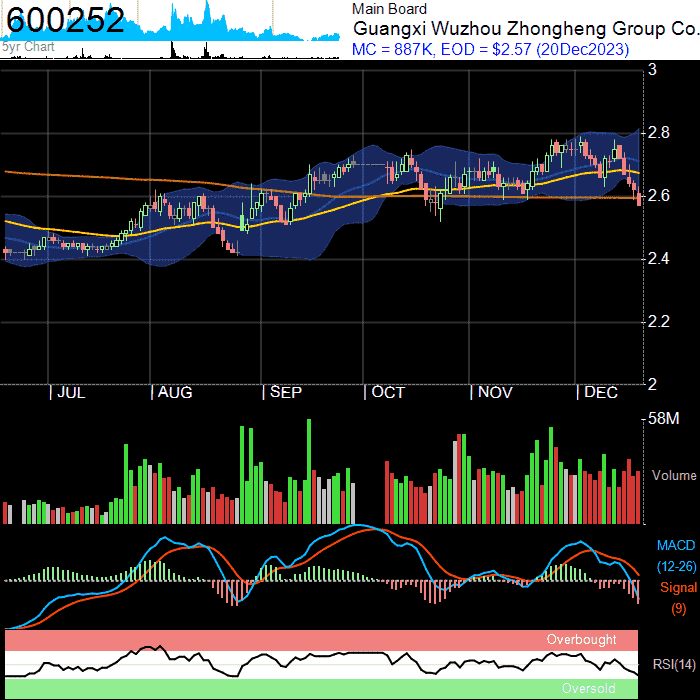 600252
5yr Chart
Main Board
Guangxi Wuzhou Zhongheng Group Co.
MC = 887K, EOD = $2.57 (20Dec2023)
3
2.8
2.6
2.4
2.2
2
JUL AUG SEP OCT NOV DEC
58M
Volume
MACD
(12-26)
Signal
(9)
Overbought
RSI(14)
Oversold